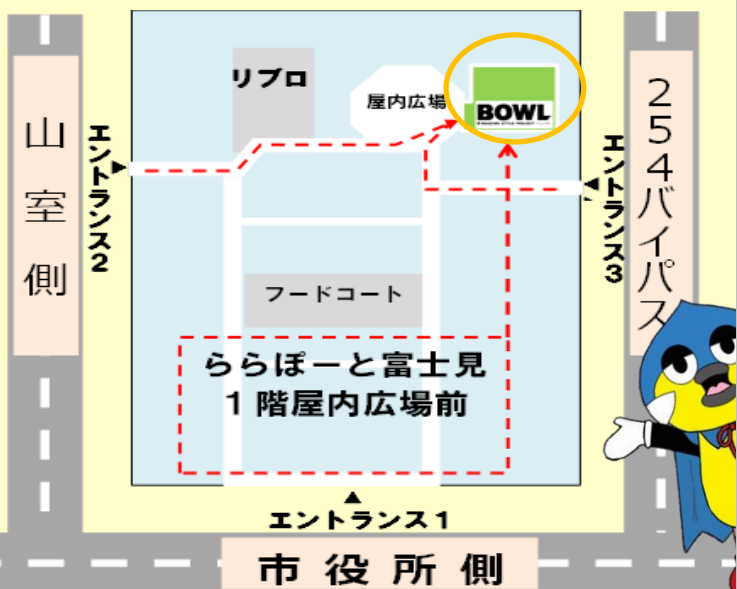 リブロ
屋内広場
BOWL
山室側
エントランス2
エントランス3
254バイパス
フードコート
ららぽーと富士見
1階屋内広場前
エントランス1
市役所側